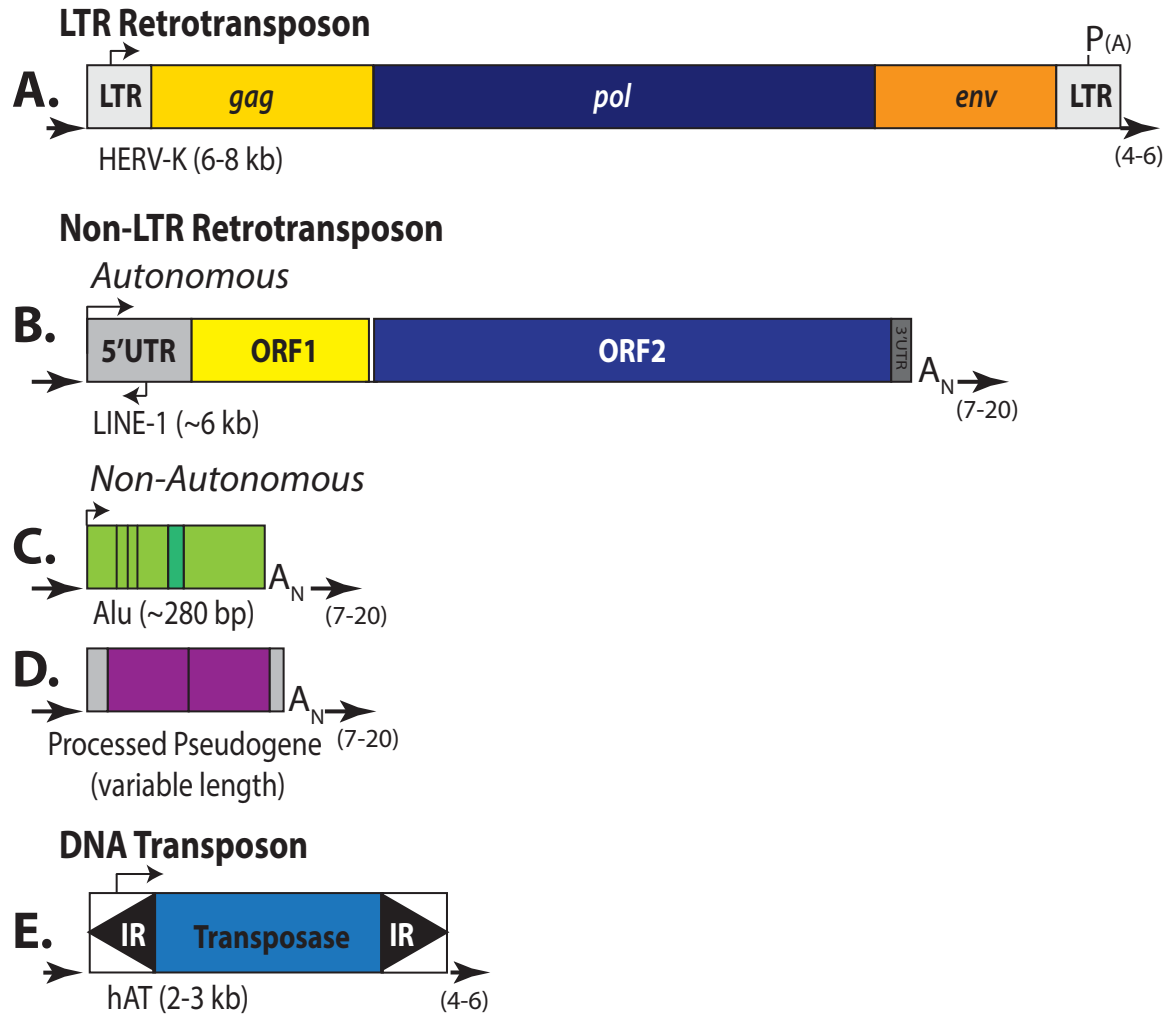 LTR Retrotransposon
P(A)
A.
LTR
gag
pol
env
LTR
HERV-K (6-8 kb)
(4-6)
Non-LTR Retrotransposon
Autonomous
B.
5'UTR
ORF1
ORF2
3'UTR
AN
(7-20)
LINE-1 (~6 kb)
Non-Autonomous
C.
AN
Alu (~280 bp)
(7-20)
D.
AN
Processed Pseudogene
(7-20)
(variable length)
DNA Transposon
E.
IR
Transposase
IR
hAT (2-3 kb)
(4-6)